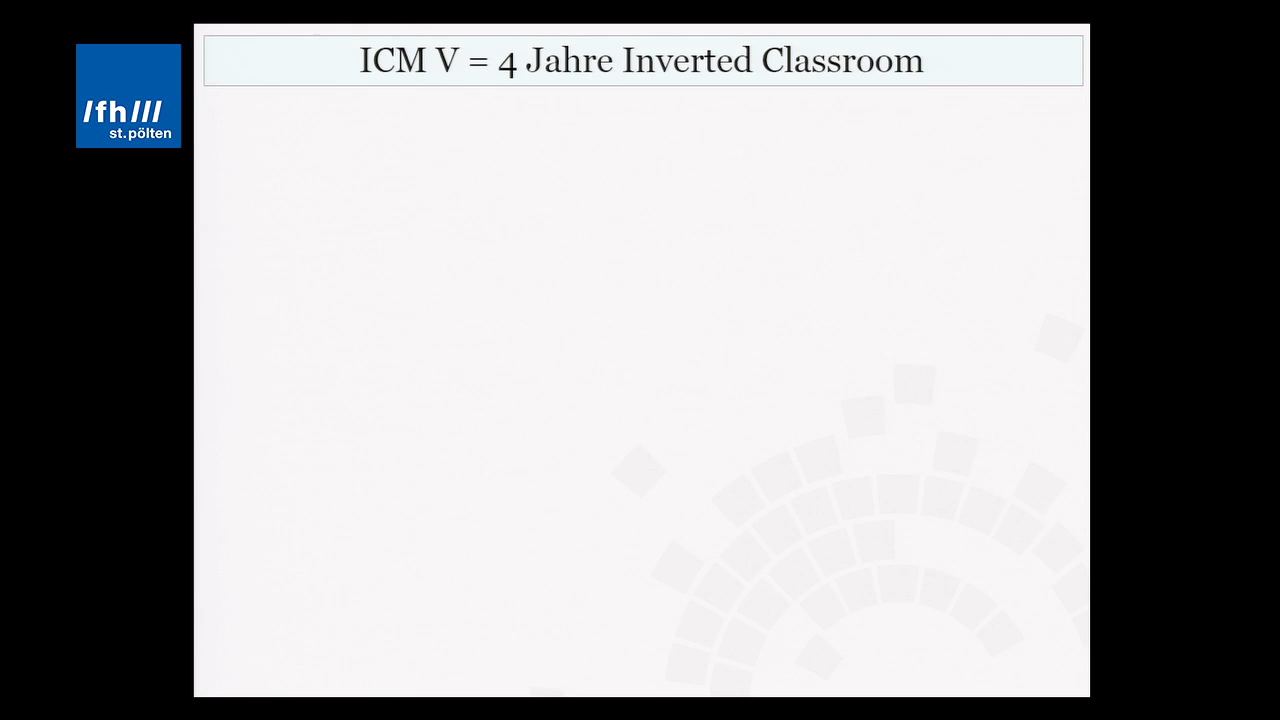 ICM V = 4 Jahre Inverted Classroom
/fh///
st.pölten